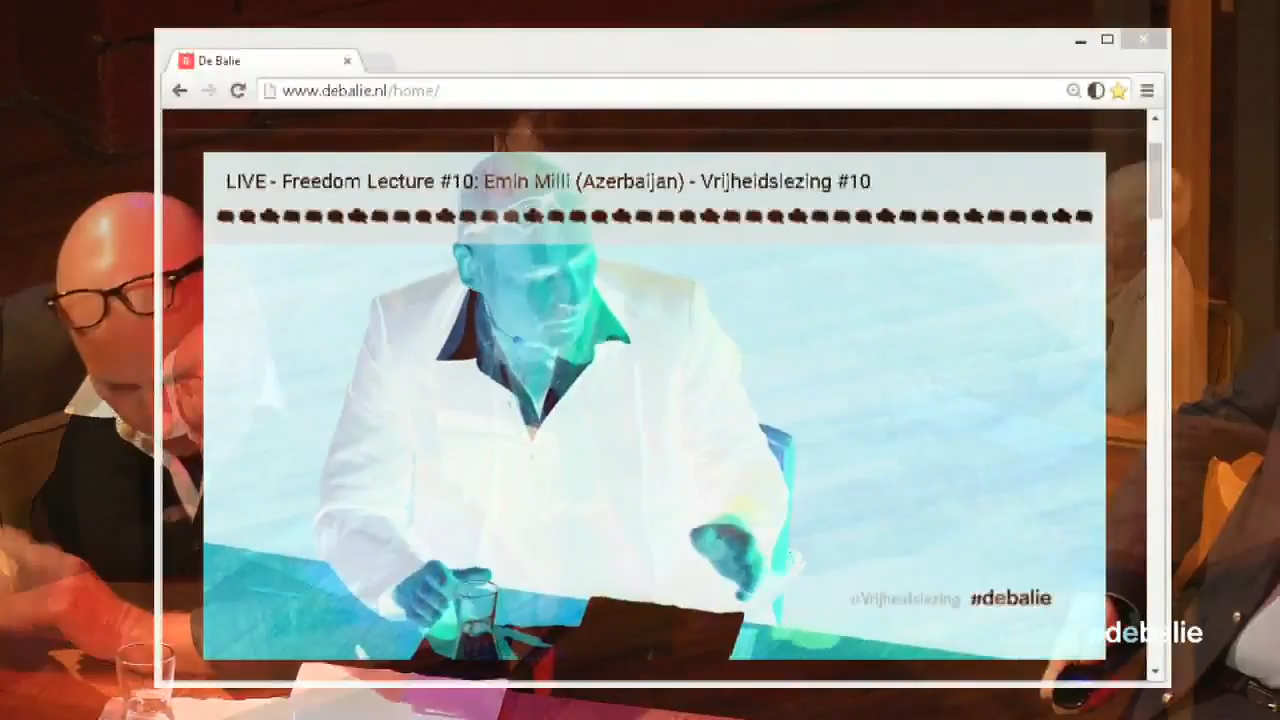 De Balie
www.debalie.nl/home/
LIVE - Freedom Lecture #10: Emin Milli (Azerbaijan) - Vrijheidslezing #10
#Vrijheidslezing #debalie
#debalie